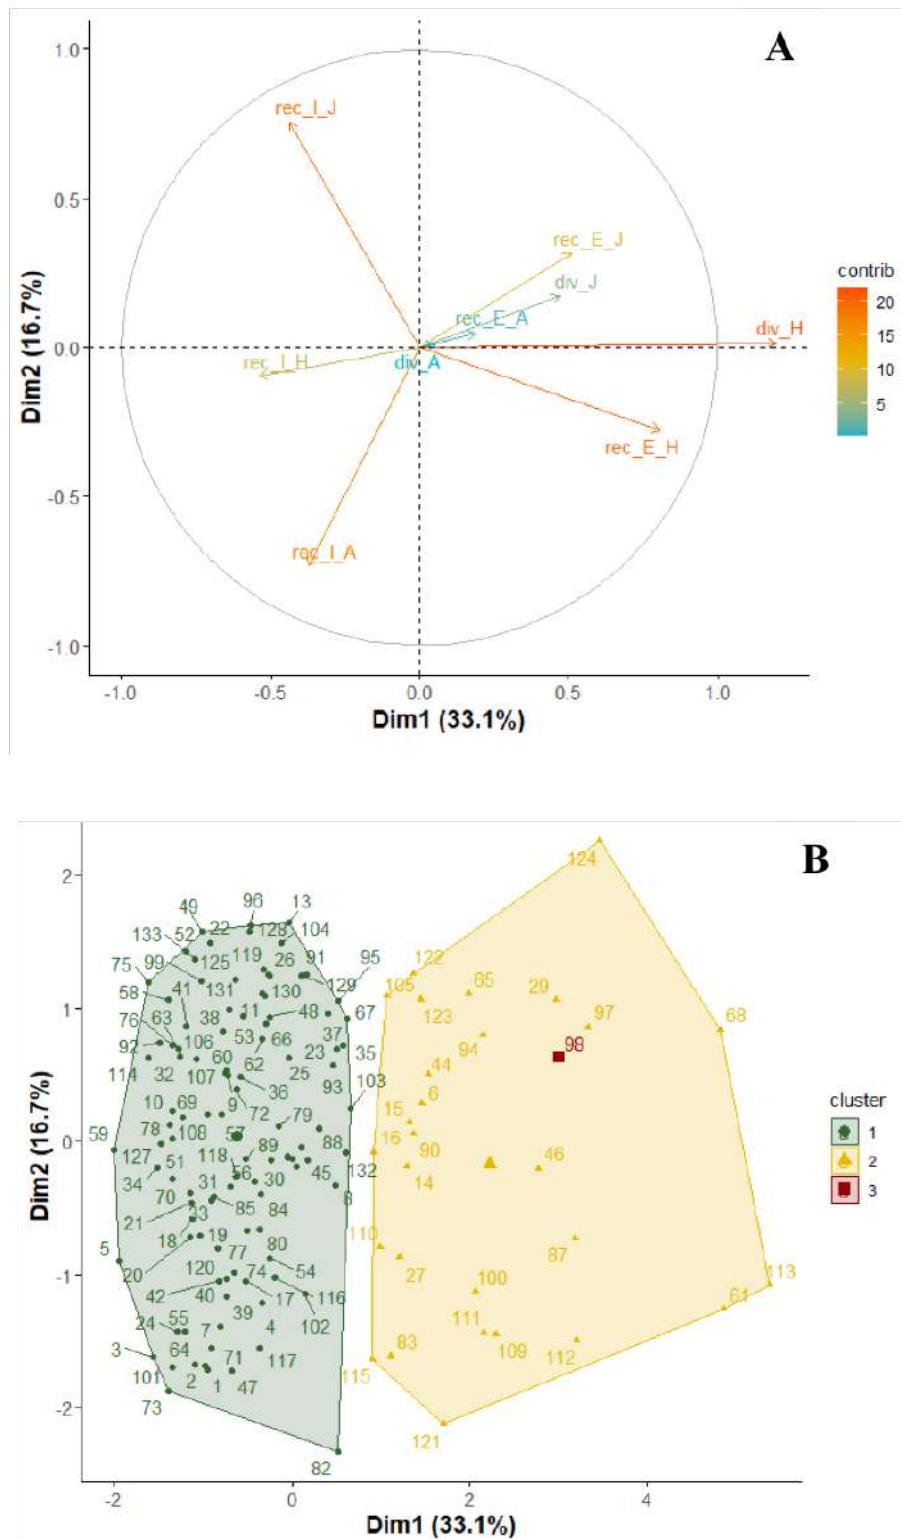 A
1.0
rec_I_J
0.5
rec_E_J
contrib
div_J
20
rec_E_A
div_H
15
0.0
rec_I_H
div_A
10
5
Dim2 (16.7%)
rec_E_H
-0.5
rec_I_A
-1.0
-1.0 -0.5 0.0 0.5 1.0
Dim1 (33.1%)
B
124
2
96 13
49
22 128 104
133 52
119 26 91 95
122
125
99
75
131 130 129
105 65 29
58 41
123 97
1
11 48 67
68
76 63 38
53 66 37 35
94 98
92 106
60 62 23
44
114 32 107 25 93
36 103
6
cluster
10 69 9 72 79
15
1
78 108 57 88
16
2
59
0
127 118 89
90 46
3
51 56 45 132
14
34 31 30
70 8
85 84
21 33
110
18 19
87
5 77 80
20
27
-1
120 74 54
100
113
42 17 116
61
40 39
102
24 55 7 4
111
109
3 64
83
112
71 117
115
101 2 1 47
73
-2
121
82
Dim2 (16.7%)
-2 0 2 4
Dim1 (33.1%)